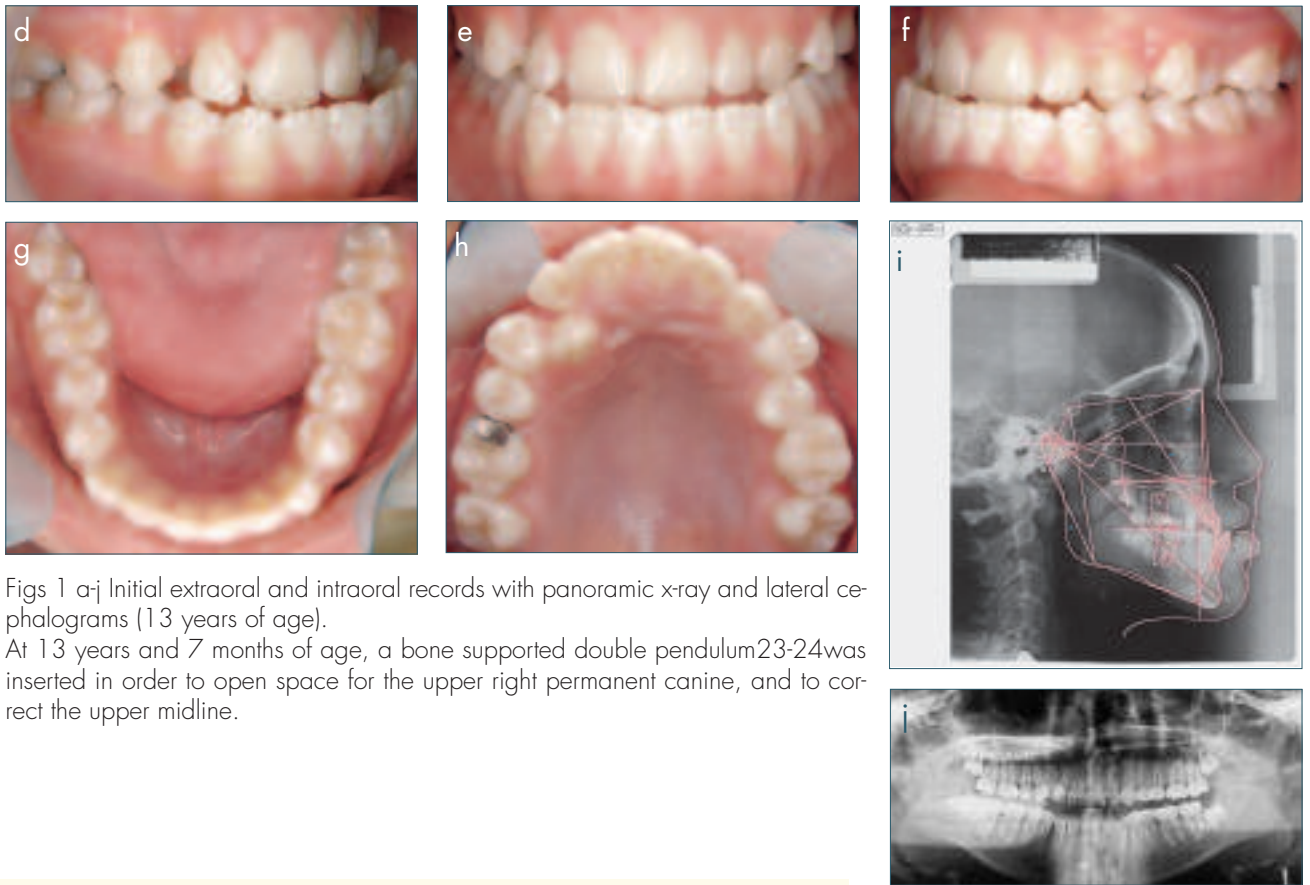 d
e
f
g
h
i
Figs 1 a-j Initial extraoral and intraoral records with panoramic x-ray and lateral ce-
phalograms (13 years of age).
At 13 years and 7 months of age, a bone supported double pendulum23-24was
inserted in order to open space for the upper right permanent canine, and to cor-
rect the upper midline.
j